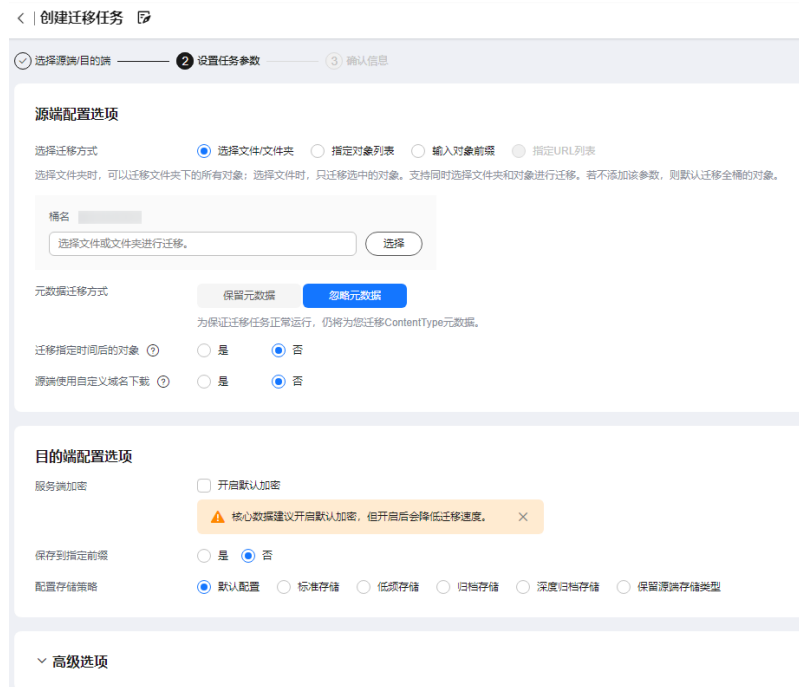 创建迁移任务
选择源端/目的端 2 设置任务参数 3 确认信息
源端配置选项
选择迁移方式 选择文件/文件夹 指定对象列表 输入对象前缀 指定URL列表
选择文件夹时，可以迁移文件夹下的所有对象；选择文件时，只迁移选中的对象。支持同时选择文件夹和对象进行迁移。若不添加该参数，则默认迁移全桶的对象。
桶名
选择文件或文件夹进行迁移。 选择
元数据迁移方式 保留元数据 忽略元数据
为保证迁移任务正常运行，仍将为您迁移ContentType元数据。
迁移指定时间后的对象 ? 是 否
源端使用自定义域名下载 ? 是 否
目的端配置选项
服务端加密 开启默认加密
核心数据建议开启默认加密，但开启后会降低迁移速度。
保存到指定前缀 是 否
配置存储策略 默认配置 标准存储 低频存储 归档存储 深度归档存储 保留源端存储类型
高级选项